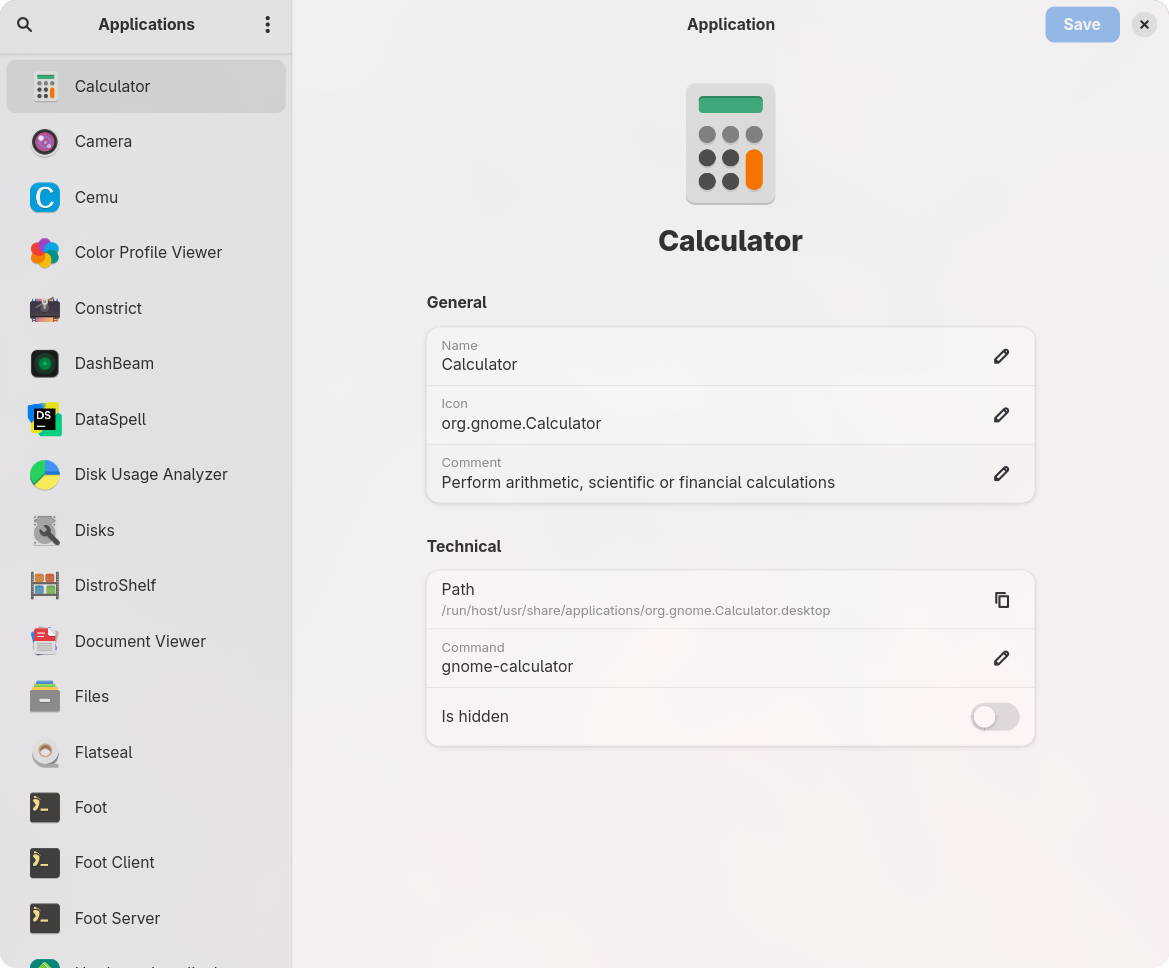 Applications
Calculator
Camera
Cemu
Color Profile Viewer
Constrict
DashBeam
DS
DataSpell
Disk Usage Analyzer
Disks
DistroShelf
Document Viewer
Files
Flatseal
Foot
Foot Client
Foot Server
Application
Save
Calculator
General
Name
Calculator
Icon
org.gnome.Calculator
Comment
Perform arithmetic, scientific or financial calculations
Technical
Path
/run/host/usr/share/applications/org.gnome.Calculator.desktop
Command
gnome-calculator
Is hidden